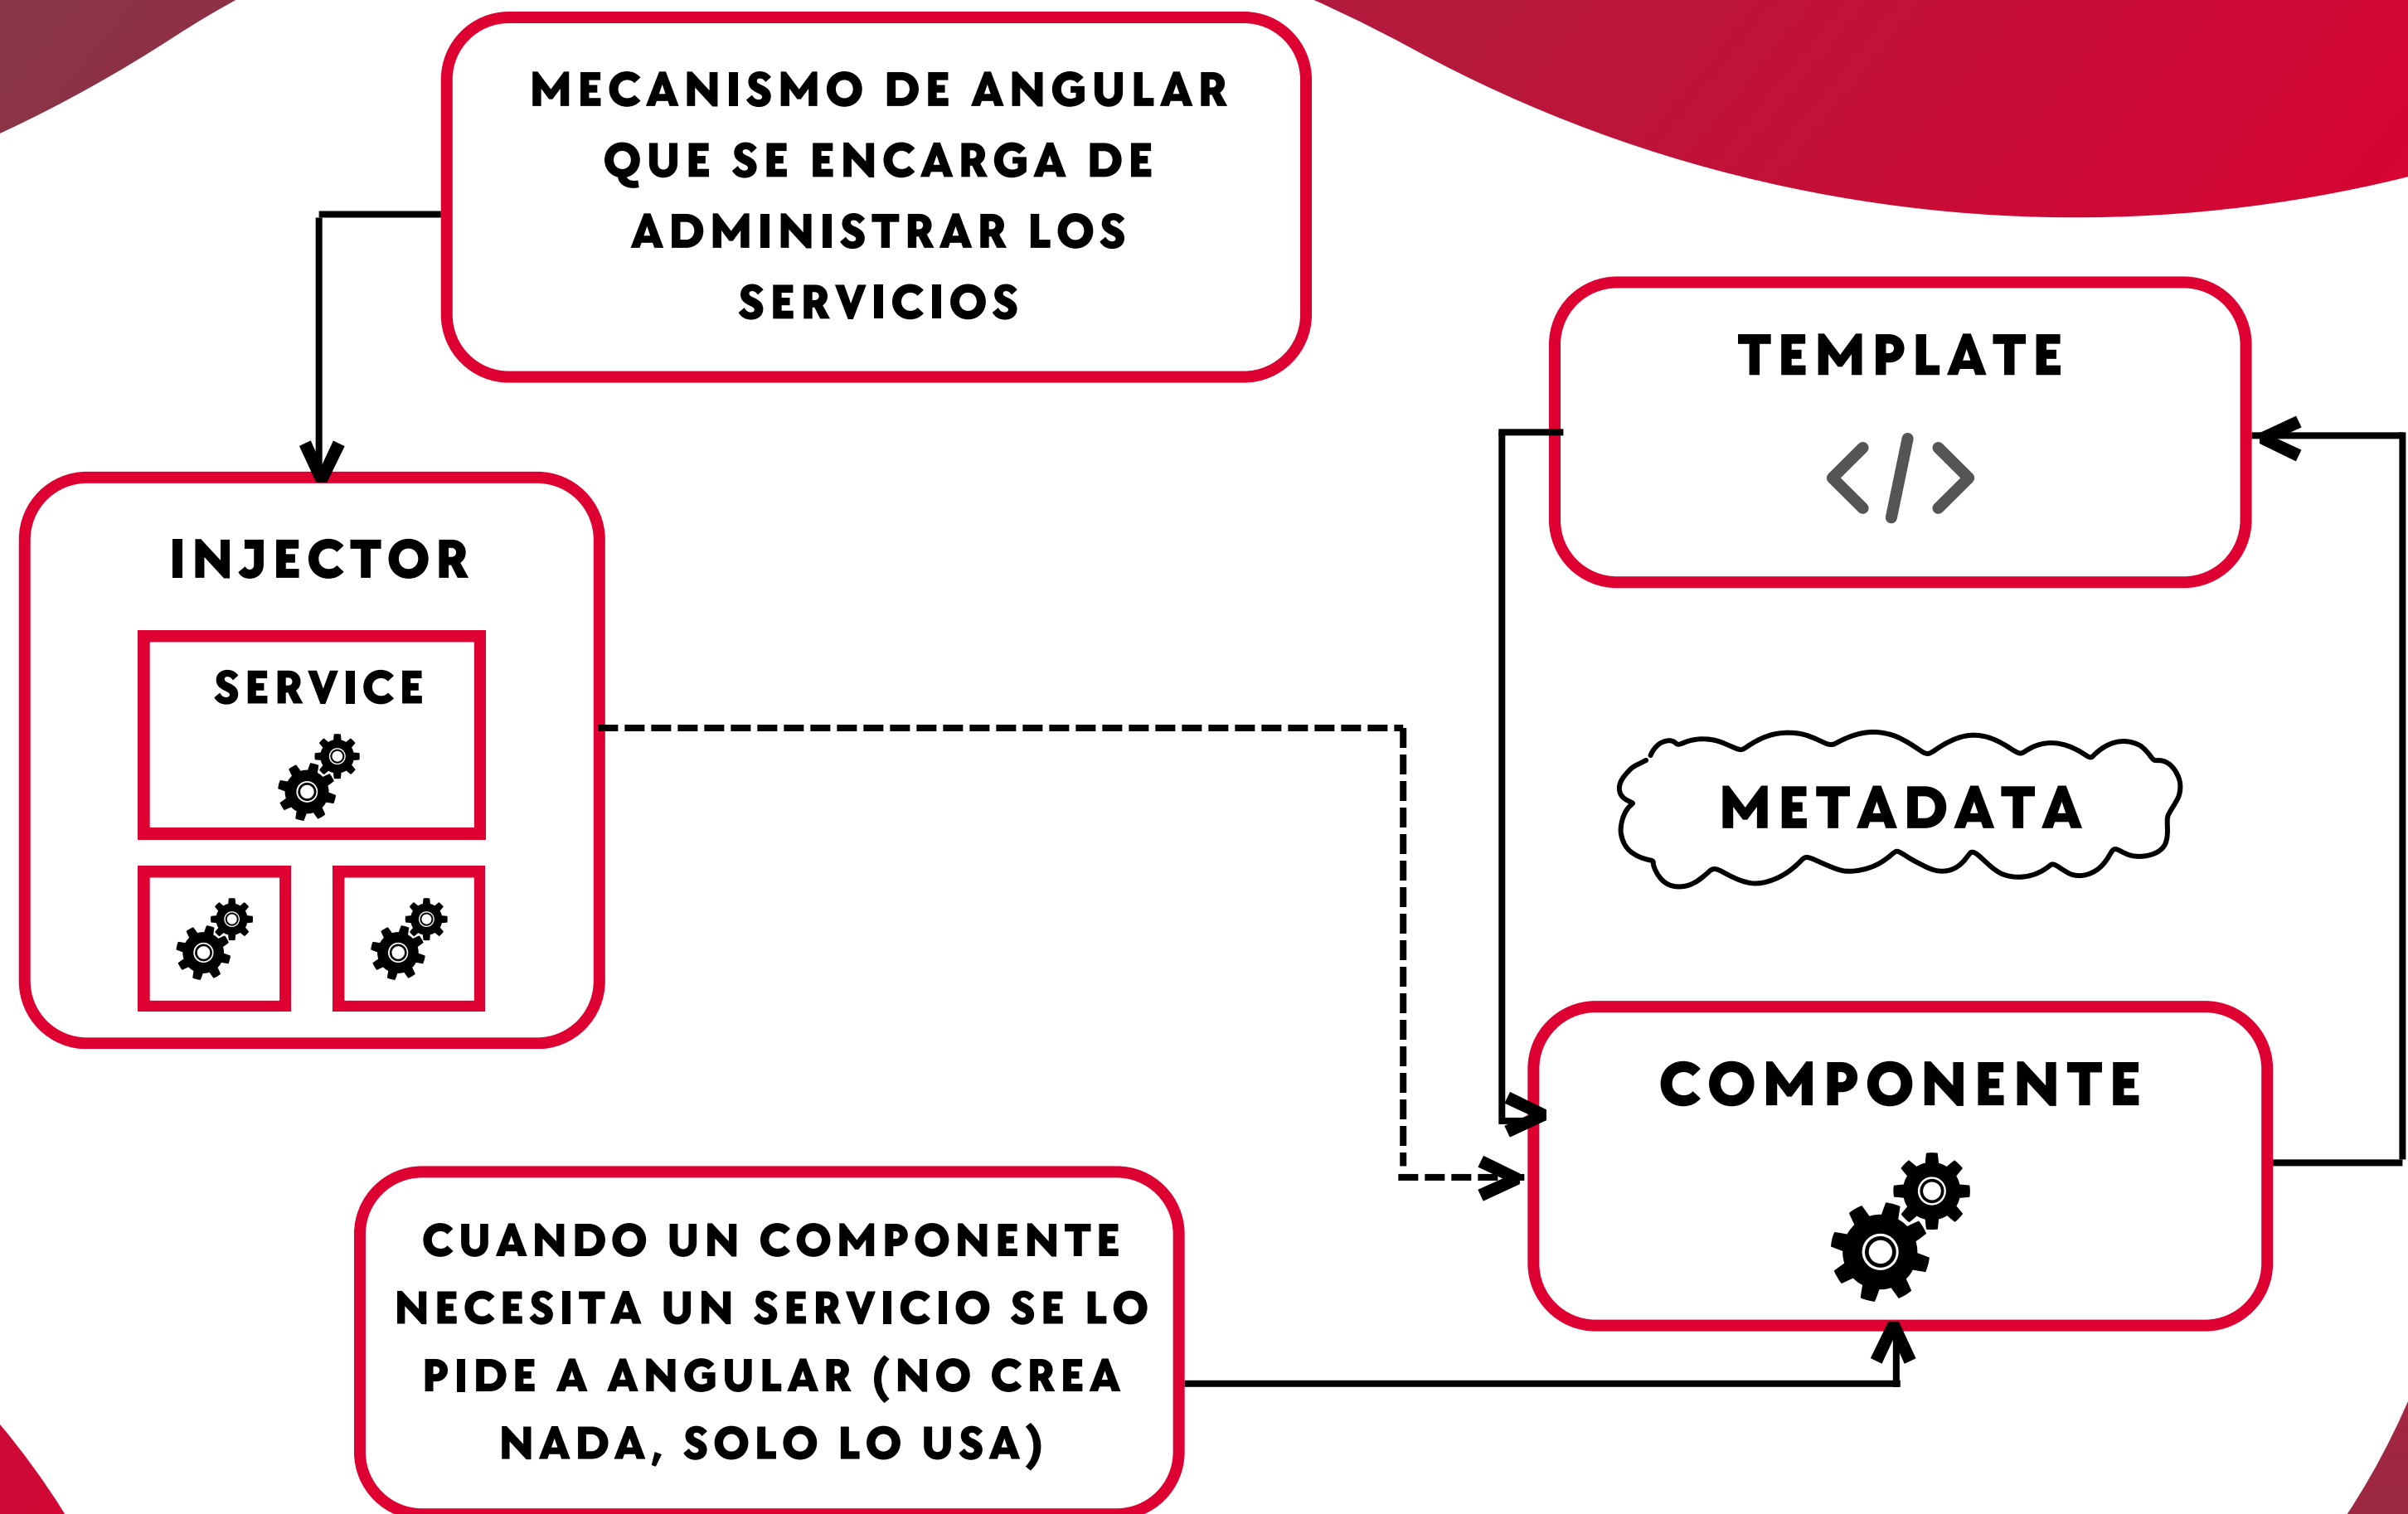 MECANISMO DE ANGULAR
QUE SE ENCARGA DE
ADMINISTRAR LOS
SERVICIOS
TEMPLATE
</>
INJECTOR
SERVICE
METADATA
COMPONENTE
CUANDO UN COMPONENTE
NECESITA UN SERVICIO SE LO
PIDE A ANGULAR (NO CREA
NADA, SOLO LO USA)